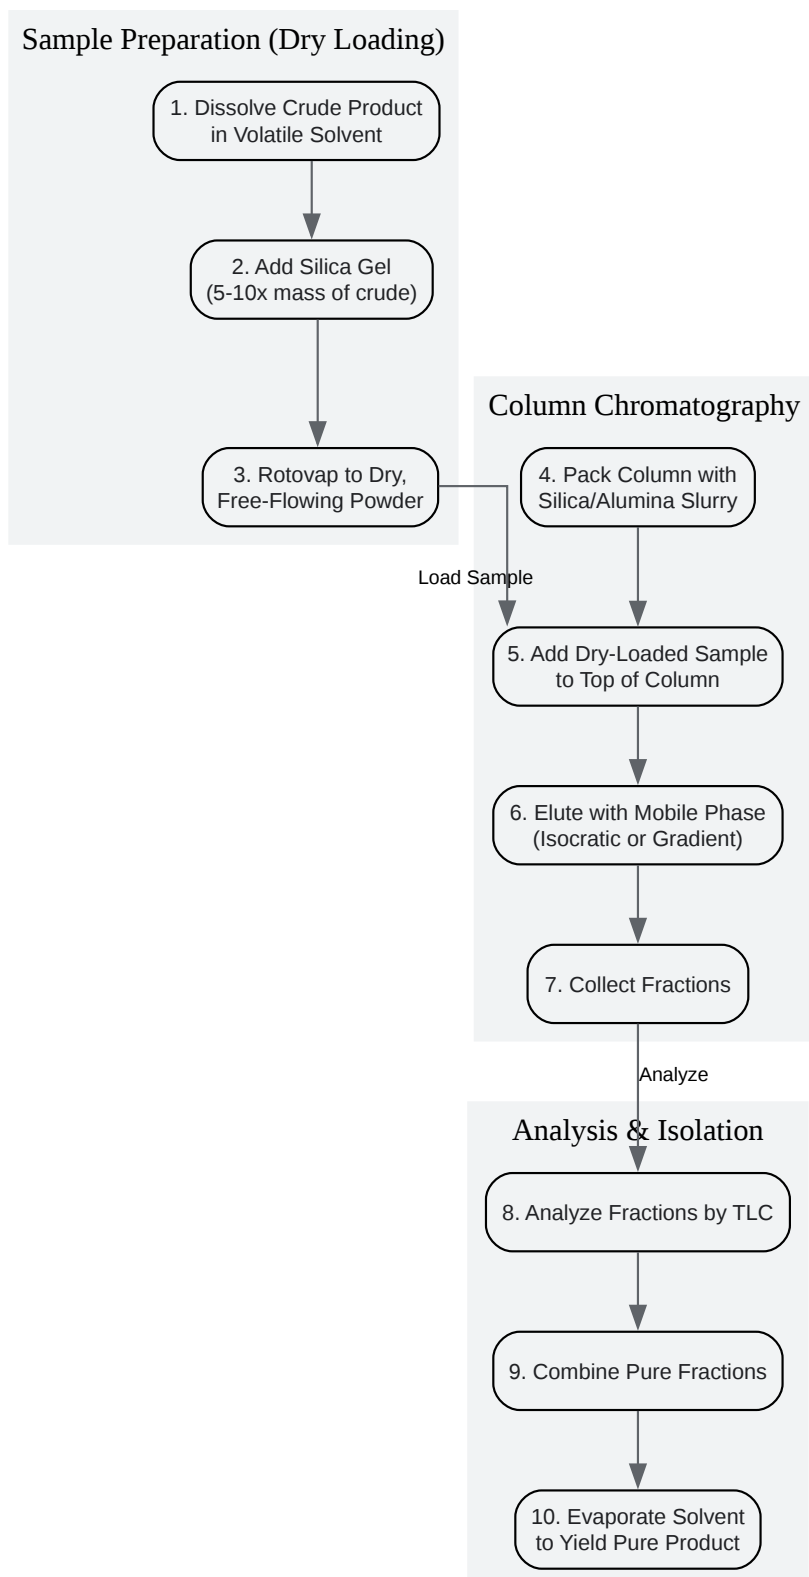 Sample Preparation (Dry Loading)
1. Dissolve Crude Product
in Volatile Solvent
2. Add Silica Gel
(5-10x mass of crude)
3. Rotovap to Dry,
Free-Flowing Powder
Load Sample
Column Chromatography
4. Pack Column with
Silica/Alumina Slurry
5. Add Dry-Loaded Sample
to Top of Column
6. Elute with Mobile Phase
(Isocratic or Gradient)
7. Collect Fractions
Analyze
Analysis & Isolation
8. Analyze Fractions by TLC
9. Combine Pure Fractions
10. Evaporate Solvent
to Yield Pure Product